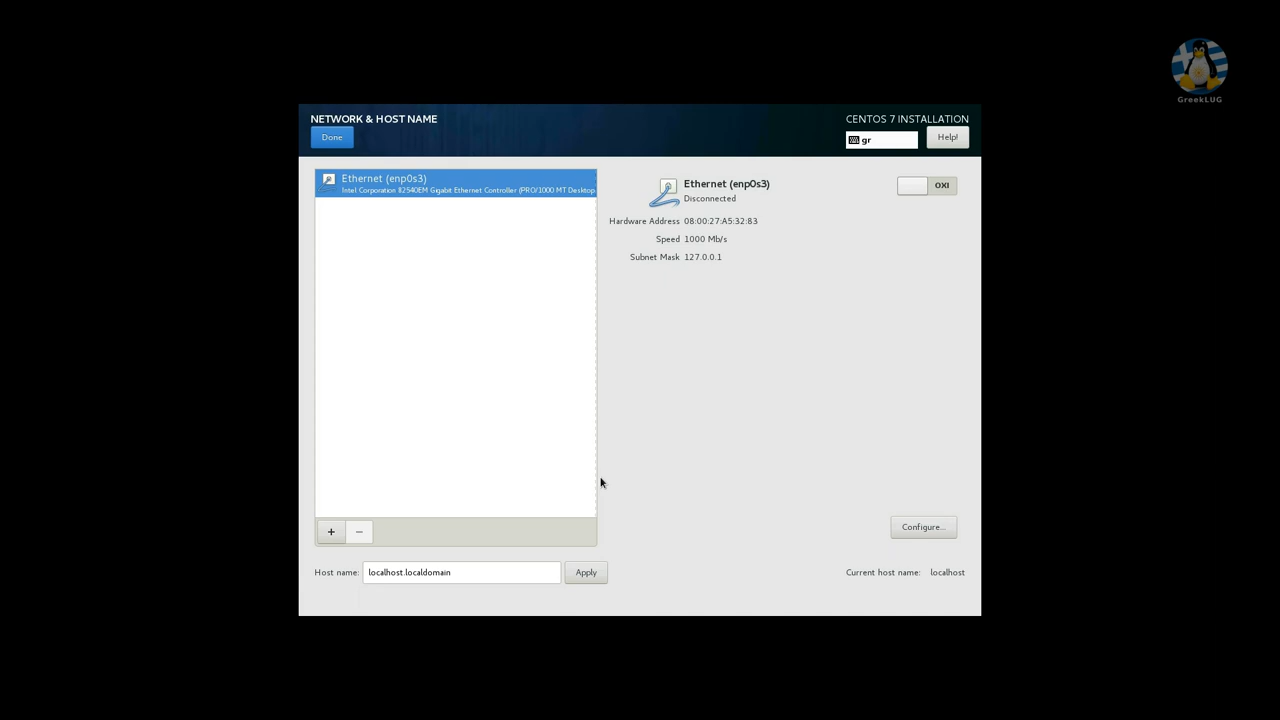 GreekLUG
NETWORK & HOST NAME
Done
CENTOS 7 INSTALLATION
gr
Help!
Ethernet (enp0s3)
Intel Corporation 82540EM Gigabit Ethernet Controller (PRO/1000 MT Desktop
Ethernet (enp0s3)
Disconnected
ΟΧΙ
Hardware Address 08:00:27:A5:32:83
Speed 1000 Mb/s
Subnet Mask 127.0.0.1
+ −
Configure...
Host name: localhost.localdomain Apply
Current host name: localhost